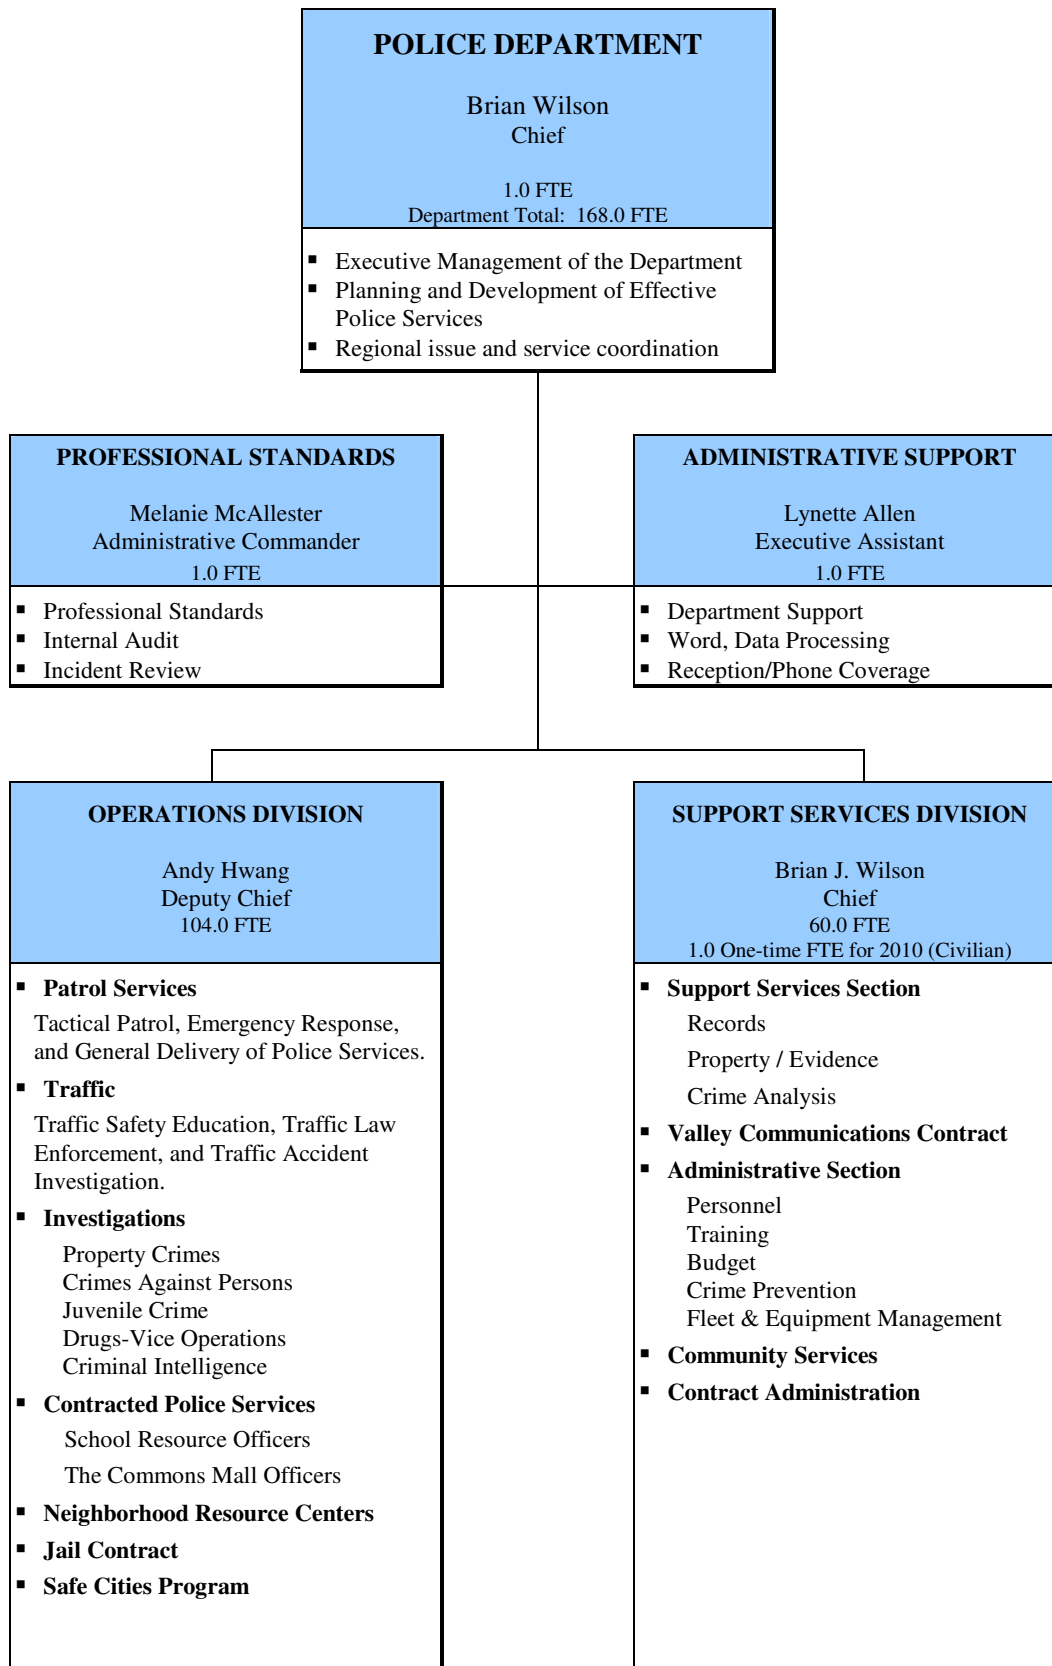 POLICE DEPARTMENT
Brian Wilson
Chief
1.0 FTE
Department Total: 168.0 FTE
▪ Executive Management of the Department
▪ Planning and Development of Effective
Police Services
▪ Regional issue and service coordination
PROFESSIONAL STANDARDS
Melanie McAllester
Administrative Commander
1.0 FTE
▪ Professional Standards
▪ Internal Audit
▪ Incident Review
ADMINISTRATIVE SUPPORT
Lynette Allen
Executive Assistant
1.0 FTE
▪ Department Support
▪ Word, Data Processing
▪ Reception/Phone Coverage
OPERATIONS DIVISION
Andy Hwang
Deputy Chief
104.0 FTE
▪ Patrol Services
Tactical Patrol, Emergency Response,
and General Delivery of Police Services.
▪ Traffic
Traffic Safety Education, Traffic Law
Enforcement, and Traffic Accident
Investigation.
▪ Investigations
Property Crimes
Crimes Against Persons
Juvenile Crime
Drugs-Vice Operations
Criminal Intelligence
▪ Contracted Police Services
School Resource Officers
The Commons Mall Officers
▪ Neighborhood Resource Centers
▪ Jail Contract
▪ Safe Cities Program
SUPPORT SERVICES DIVISION
Brian J. Wilson
Chief
60.0 FTE
1.0 One-time FTE for 2010 (Civilian)
▪ Support Services Section
Records
Property / Evidence
Crime Analysis
▪ Valley Communications Contract
▪ Administrative Section
Personnel
Training
Budget
Crime Prevention
Fleet & Equipment Management
▪ Community Services
▪ Contract Administration